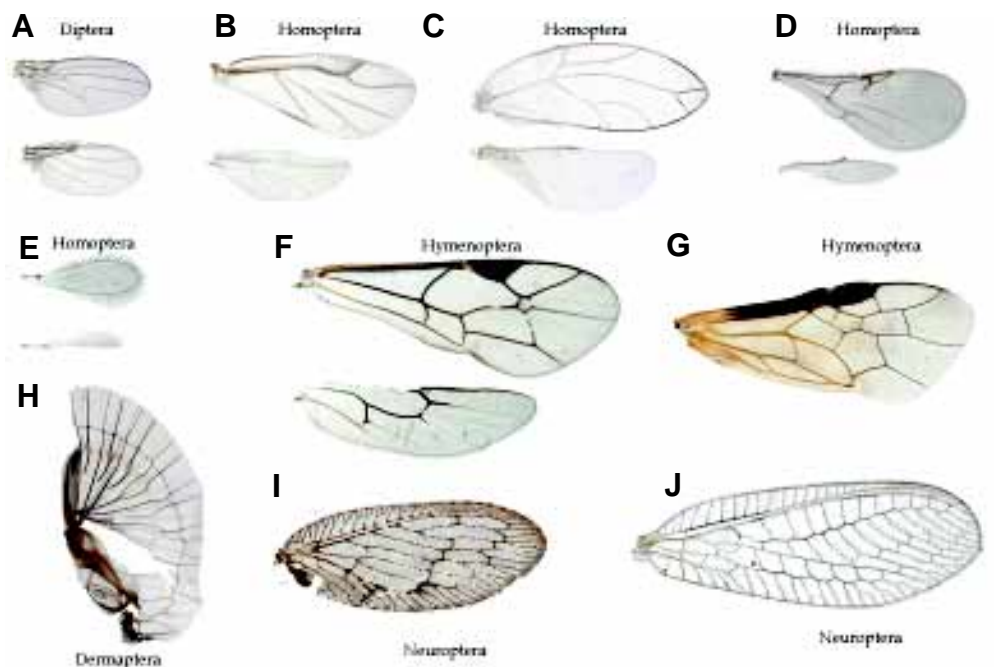 A Diptera
B Homoptera
C Homoptera
D Homoptera
E Homoptera
F Hymenoptera
G Hymenoptera
H
Dermaptera
I
Neuroptera
J
Neuroptera